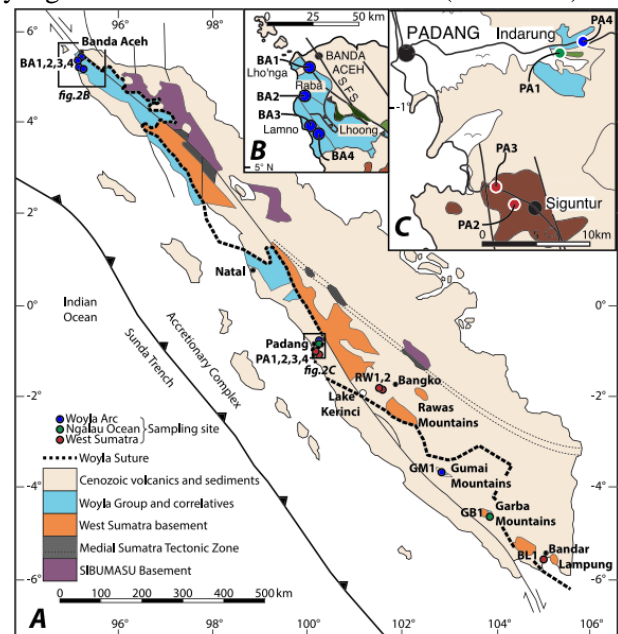 96°
98°
0 25 50 km
PADANG Indarung PA4
PA1
-1°
PA3
Siguntur
PA2
0 10km
C
BA1
Lho'nga
BANDA
ACEH
Raba
SFS
BA2
BA3
Lamno
Lhoong
BA4
B
5° N
6°
Banda Aceh
BA1,2,3,4
fig.2B
4°
2°
Natal
0°
0°
Indian
Ocean
Accretionary Complex
Sunda Trench
Padang
PA1,2,3,4
fig.2C
RW1,2
Bangko
-2°
-2°
Lake
Kerinci
Rawas
Mountains
Woyla Arc
Ngalau Ocean
Sampling site
West Sumatra
Woyla Suture
GM1
Gumai
Mountains
Cenozoic volcanics and sediments
-4°
-4°
Woyla Group and correlatives
GB1
Garba
Mountains
West Sumatra basement
Medial Sumatra Tectonic Zone
BL1
Bandar
Lampung
SIBUMASU Basement
-6°
-6°
0 100 200 300 400 500 km
A
96°
98°
100°
102°
104°
106°